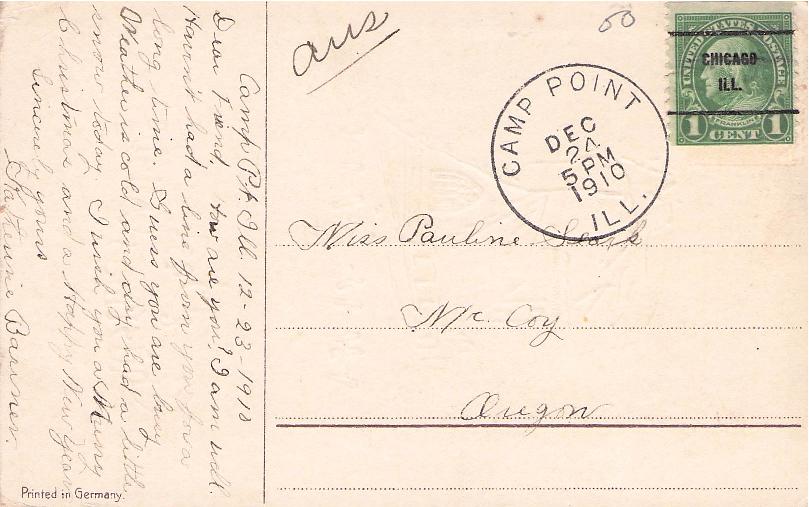 ans
00
UNITED STATES POSTAGE
CHICAGO
ILL.
FRANKLIN
1 CENT 1
CAMP POINT
DEC
24
5 PM
1910
ILL.
Camp Pt. Ill 12-23-1910
Dear Friend How are you? I am well.
Haven't had a line from you for a
long time. Guess you are busy
Weather is cold and dry had a little
snow today. I wish you a Merry
Christmas and a Happy New Year
Sincerely yours
Katherine
Miss Pauline
Mc Coy
Oregon
Printed in Germany.